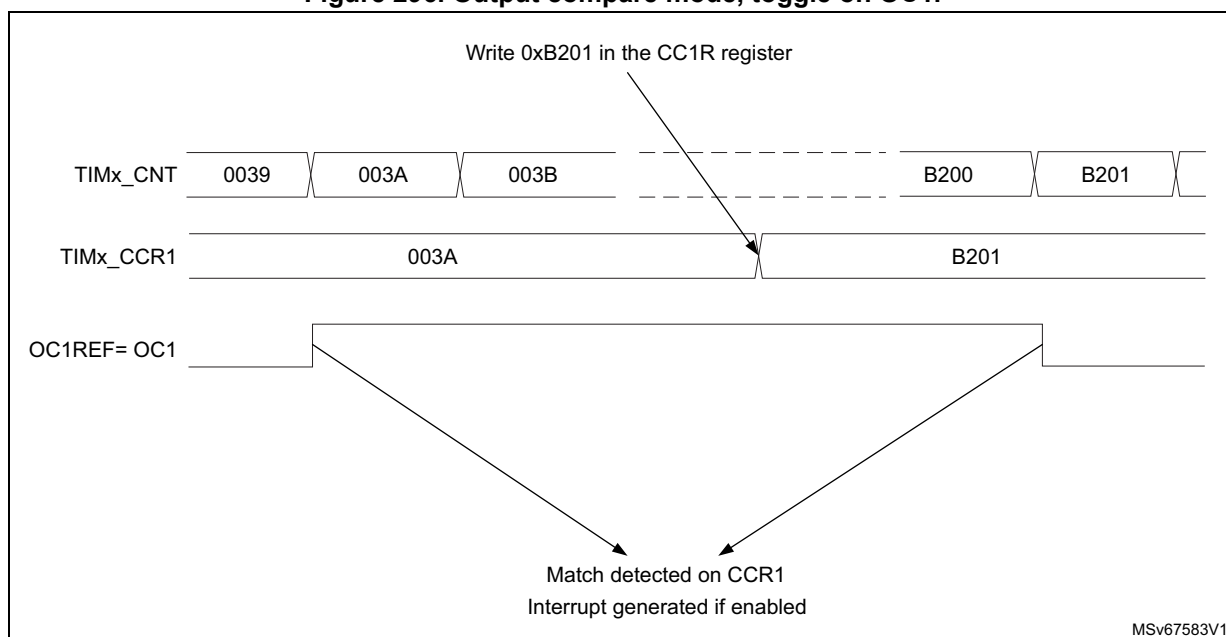 Write 0xB201 in the CC1R register
TIMx_CNT 0039 003A 003B B200 B201
TIMx_CCR1 003A B201
OC1REF= OC1
Match detected on CCR1
Interrupt generated if enabled
MSv67583V1